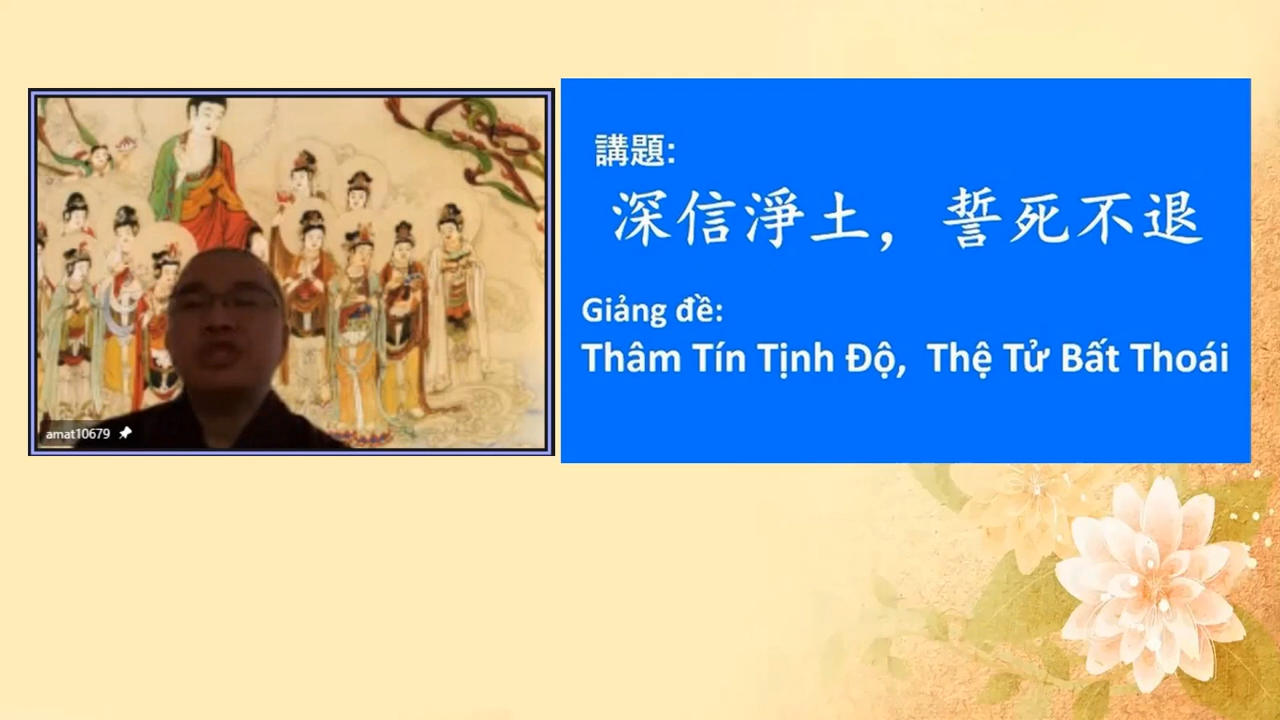 amat10679
講題:
深信淨土，誓死不退
Giảng đề:
Thâm Tín Tịnh Độ, Thệ Tử Bất Thoái